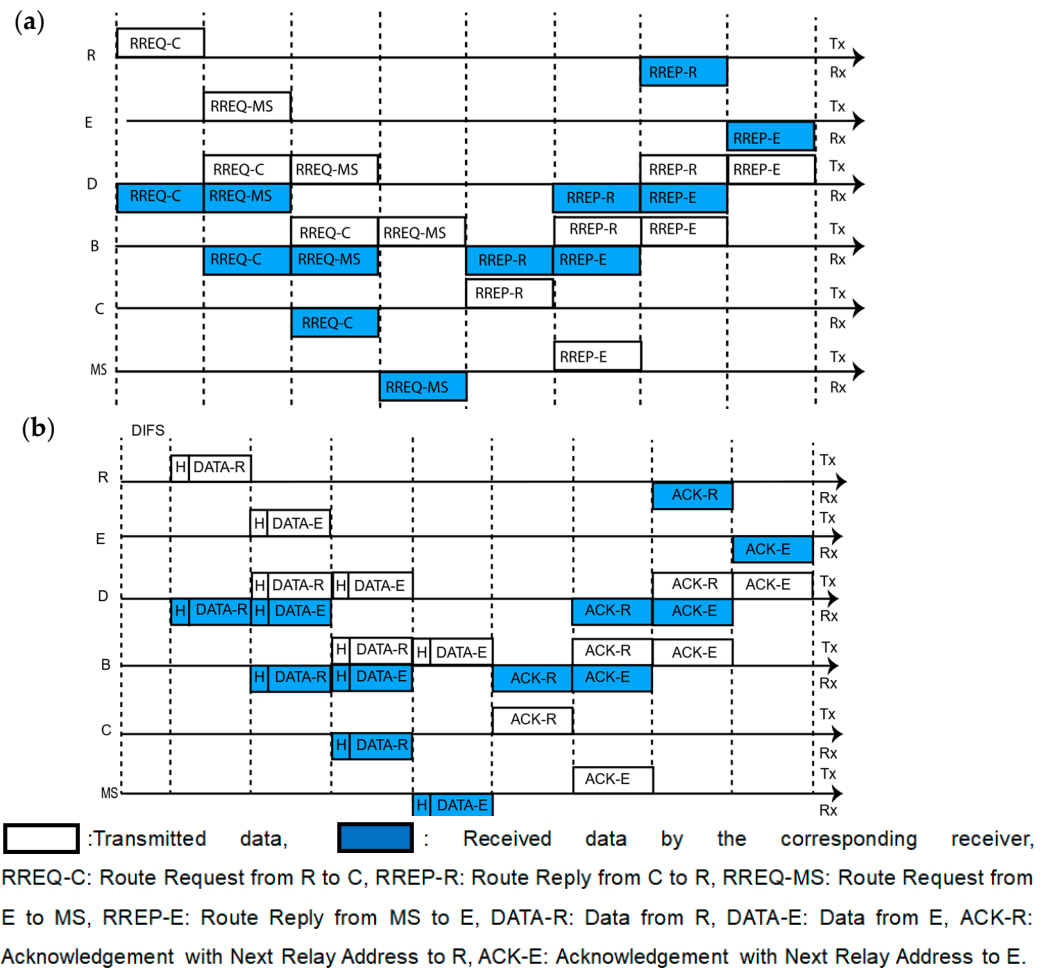 (a)
R RREQ-C Tx
RREP-R Rx
E RREQ-MS Tx
RREP-E Rx
D RREQ-C RREQ-MS RREP-R RREP-E Tx
RREQ-C RREQ-MS RREP-R RREP-E Rx
B RREQ-C RREQ-MS RREP-R RREP-E Tx
RREQ-C RREQ-MS RREP-R RREP-E Rx
C RREP-R Tx
RREQ-C Rx
MS RREP-E Tx
RREQ-MS Rx
(b)
DIFS
R H DATA-R Tx
ACK-R Rx
E H DATA-E Tx
ACK-E Rx
D H DATA-R H DATA-E ACK-R ACK-E Tx
H DATA-R H DATA-E ACK-R ACK-E Rx
B H DATA-R H DATA-E ACK-R ACK-E Tx
H DATA-R H DATA-E ACK-R ACK-E Rx
C ACK-R Tx
H DATA-R Rx
MS ACK-E Tx
H DATA-E Rx
:Transmitted data, : Received data by the corresponding receiver,
RREQ-C: Route Request from R to C, RREP-R: Route Reply from C to R, RREQ-MS: Route Request from
E to MS, RREP-E: Route Reply from MS to E, DATA-R: Data from R, DATA-E: Data from E, ACK-R:
Acknowledgement with Next Relay Address to R, ACK-E: Acknowledgement with Next Relay Address to E.